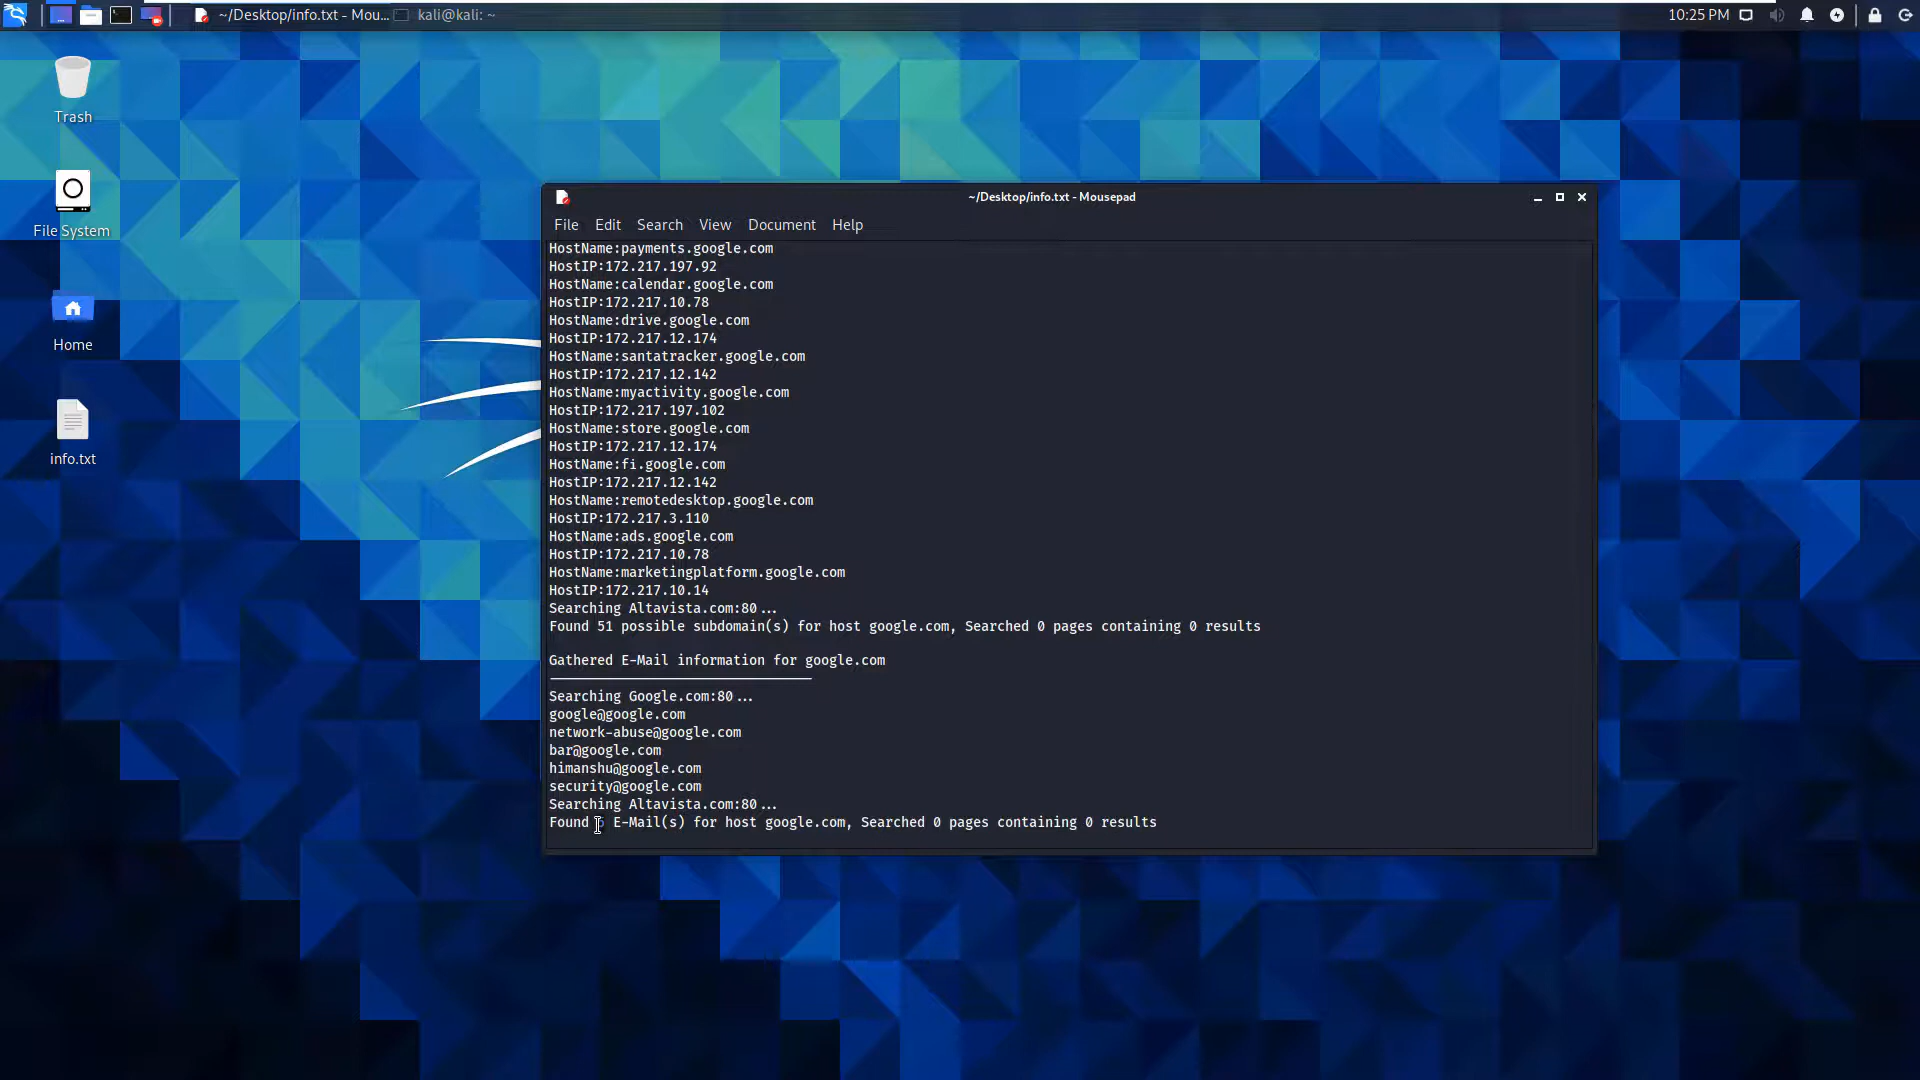 ~/Desktop/info.txt - Mou...
kali@kali: ~
10:25 PM
Trash
File System
Home
info.txt
~/Desktop/info.txt - Mousepad
File Edit Search View Document Help
HostName:payments.google.com
HostIP:172.217.197.92
HostName:calendar.google.com
HostIP:172.217.10.78
HostName:drive.google.com
HostIP:172.217.12.174
HostName:santatracker.google.com
HostIP:172.217.12.142
HostName:myactivity.google.com
HostIP:172.217.197.102
HostName:store.google.com
HostIP:172.217.12.174
HostName:fi.google.com
HostIP:172.217.12.142
HostName:remotedesktop.google.com
HostIP:172.217.3.110
HostName:ads.google.com
HostIP:172.217.10.78
HostName:marketingplatform.google.com
HostIP:172.217.10.14
Searching Altavista.com:80...
Found 51 possible subdomain(s) for host google.com, Searched 0 pages containing 0 results
Gathered E-Mail information for google.com
Searching Google.com:80...
google@google.com
network-abuse@google.com
bar@google.com
himanshu@google.com
security@google.com
Searching Altavista.com:80...
Found E-Mail(s) for host google.com, Searched 0 pages containing 0 results